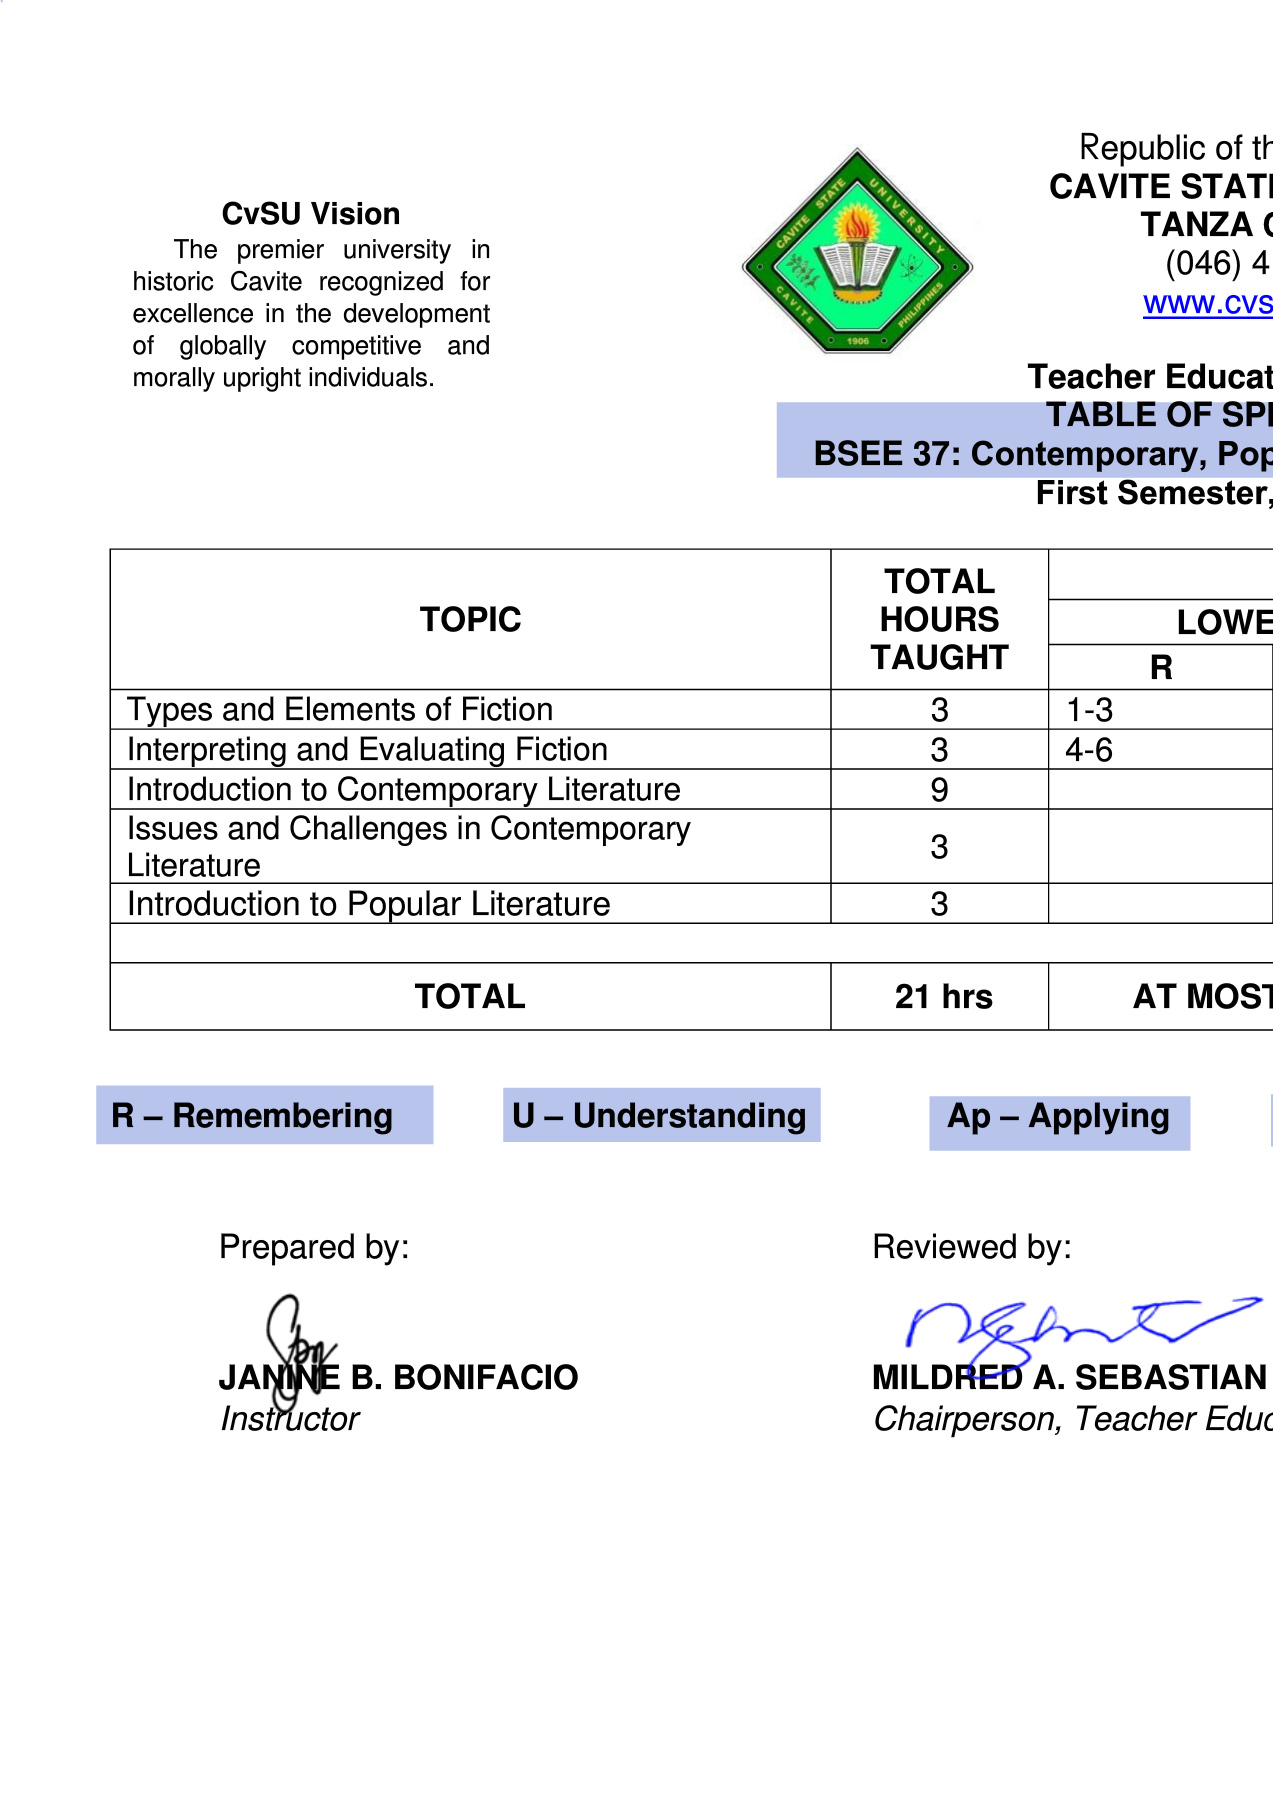 CvSU Vision
The premier university in
historic Cavite recognized for
excellence in the development
of globally competitive and
morally upright individuals.
CAVITE STATE UNIVERSITY
CAVITE
PHILIPPINES
1906
Republic of th
CAVITE STATE
TANZA C
(046) 4
www.cvs
Teacher Educat
TABLE OF SPE
BSEE 37: Contemporary, Pop
First Semester,
TOPIC
TOTAL
HOURS
TAUGHT
LOWE
R
Types and Elements of Fiction 3 1-3
Interpreting and Evaluating Fiction 3 4-6
Introduction to Contemporary Literature 9
Issues and Challenges in Contemporary
Literature 3
Introduction to Popular Literature 3
TOTAL 21 hrs AT MOST
R – Remembering U – Understanding Ap – Applying
Prepared by: Reviewed by:
JANINE B. BONIFACIO MILDRED A. SEBASTIAN
Instructor Chairperson, Teacher Educ